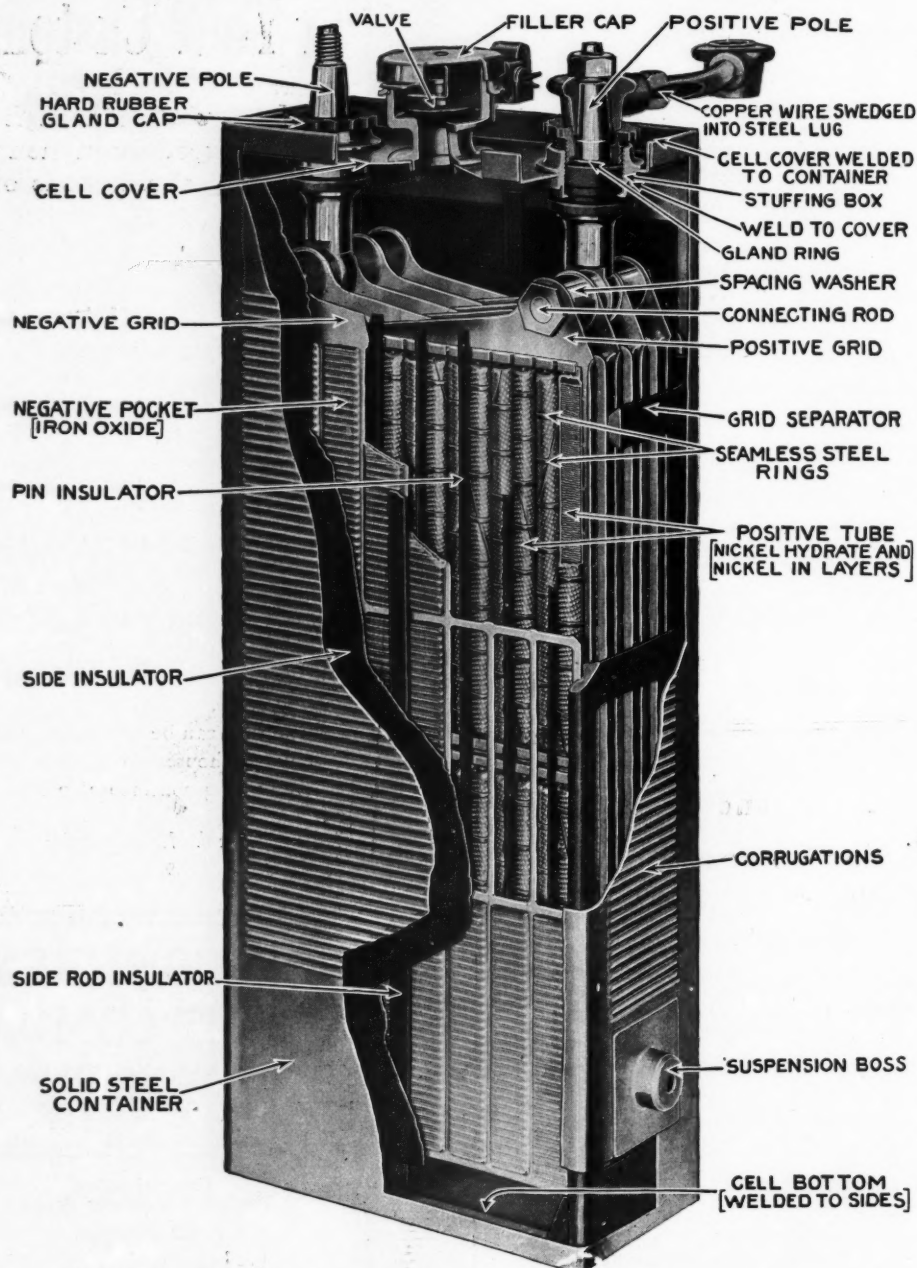 VALVE
FILLER CAP
POSITIVE POLE
NEGATIVE POLE
HARD RUBBER
GLAND CAP
COPPER WIRE SWEDGED
INTO STEEL LUG
CELL COVER WELDED
TO CONTAINER
CELL COVER
STUFFING BOX
WELD TO COVER
GLAND RING
SPACING WASHER
CONNECTING ROD
NEGATIVE GRID
POSITIVE GRID
NEGATIVE POCKET
[IRON OXIDE]
GRID SEPARATOR
SEAMLESS STEEL
RINGS
PIN INSULATOR
POSITIVE TUBE
[NICKEL HYDRATE AND
NICKEL IN LAYERS]
SIDE INSULATOR
CORRUGATIONS
SIDE ROD INSULATOR
SUSPENSION BOSS
SOLID STEEL
CONTAINER
CELL BOTTOM
[WELDED TO SIDES]